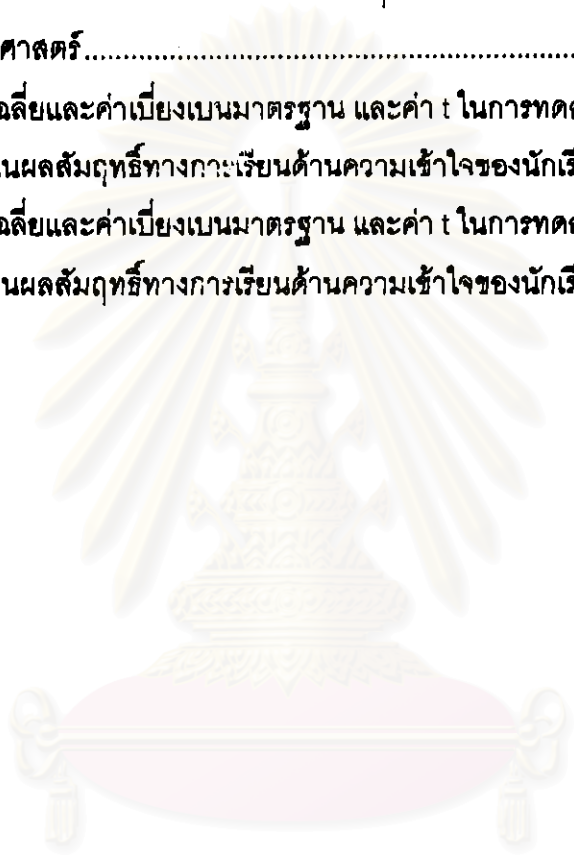 ศาสตร์..............................................................
ฉลี่ยและค่าเบี่ยงเบนมาตรฐาน และค่า t ในการทด
นผลสัมฤทธิ์ทางการเรียนด้านความเข้าใจของนักเรี
ฉลี่ยและค่าเบี่ยงเบนมาตรฐาน และค่า t ในการทด
นผลสัมฤทธิ์ทางการเรียนด้านความเข้าใจของนักเรี